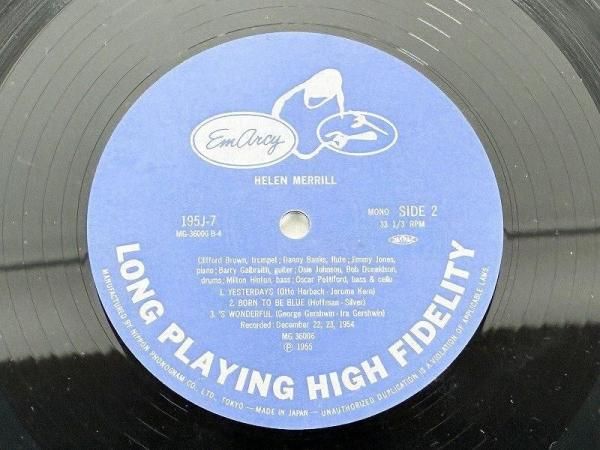 EmArcy
HELEN MERRILL
195J-7
MG-36006 B-4
MONO SIDE 2
33 1/3 RPM
Clifford Brown, trumpet; Danny Banks, flute; Jimmy Jones,
piano; Barry Galbraith, guiter; Osie Johnson, Bob Donaldson,
drums; Milton Hinton, bass; Oscar Pettiford, bass & cello
1. YESTERDAYS (Otto Harbach - Jerome Kern)
2. BORN TO BE BLUE (Hoffman - Silver)
3. 'S WONDERFUL (George Gershwin - Ira Gershwin)
Recorded: December 22, 23, 1954
MG 36006
℗ 1955
LONG PLAYING HIGH FIDELITY
MANUFACTURED BY NIPPON PHONOGRAM CO., LTD., TOKYO — MADE IN JAPAN — UNAUTHORIZED DUPLICATION IS A VIOLATION OF APPLICABLE LAWS.